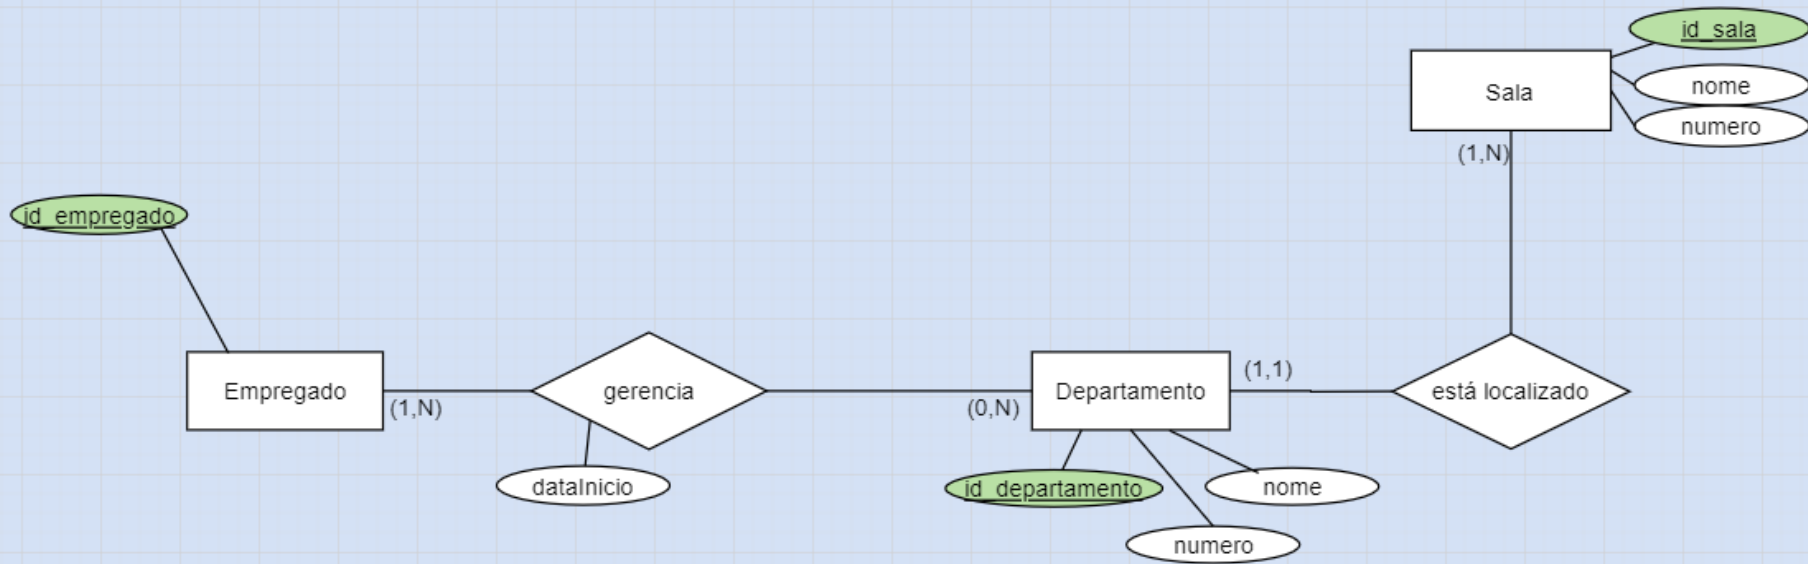 id_sala
Sala
nome
numero
(1,N)
id_empregado
Empregado
(1,N)
gerencia
dataInicio
(0,N)
Departamento
(1,1)
está localizado
id_departamento
nome
numero